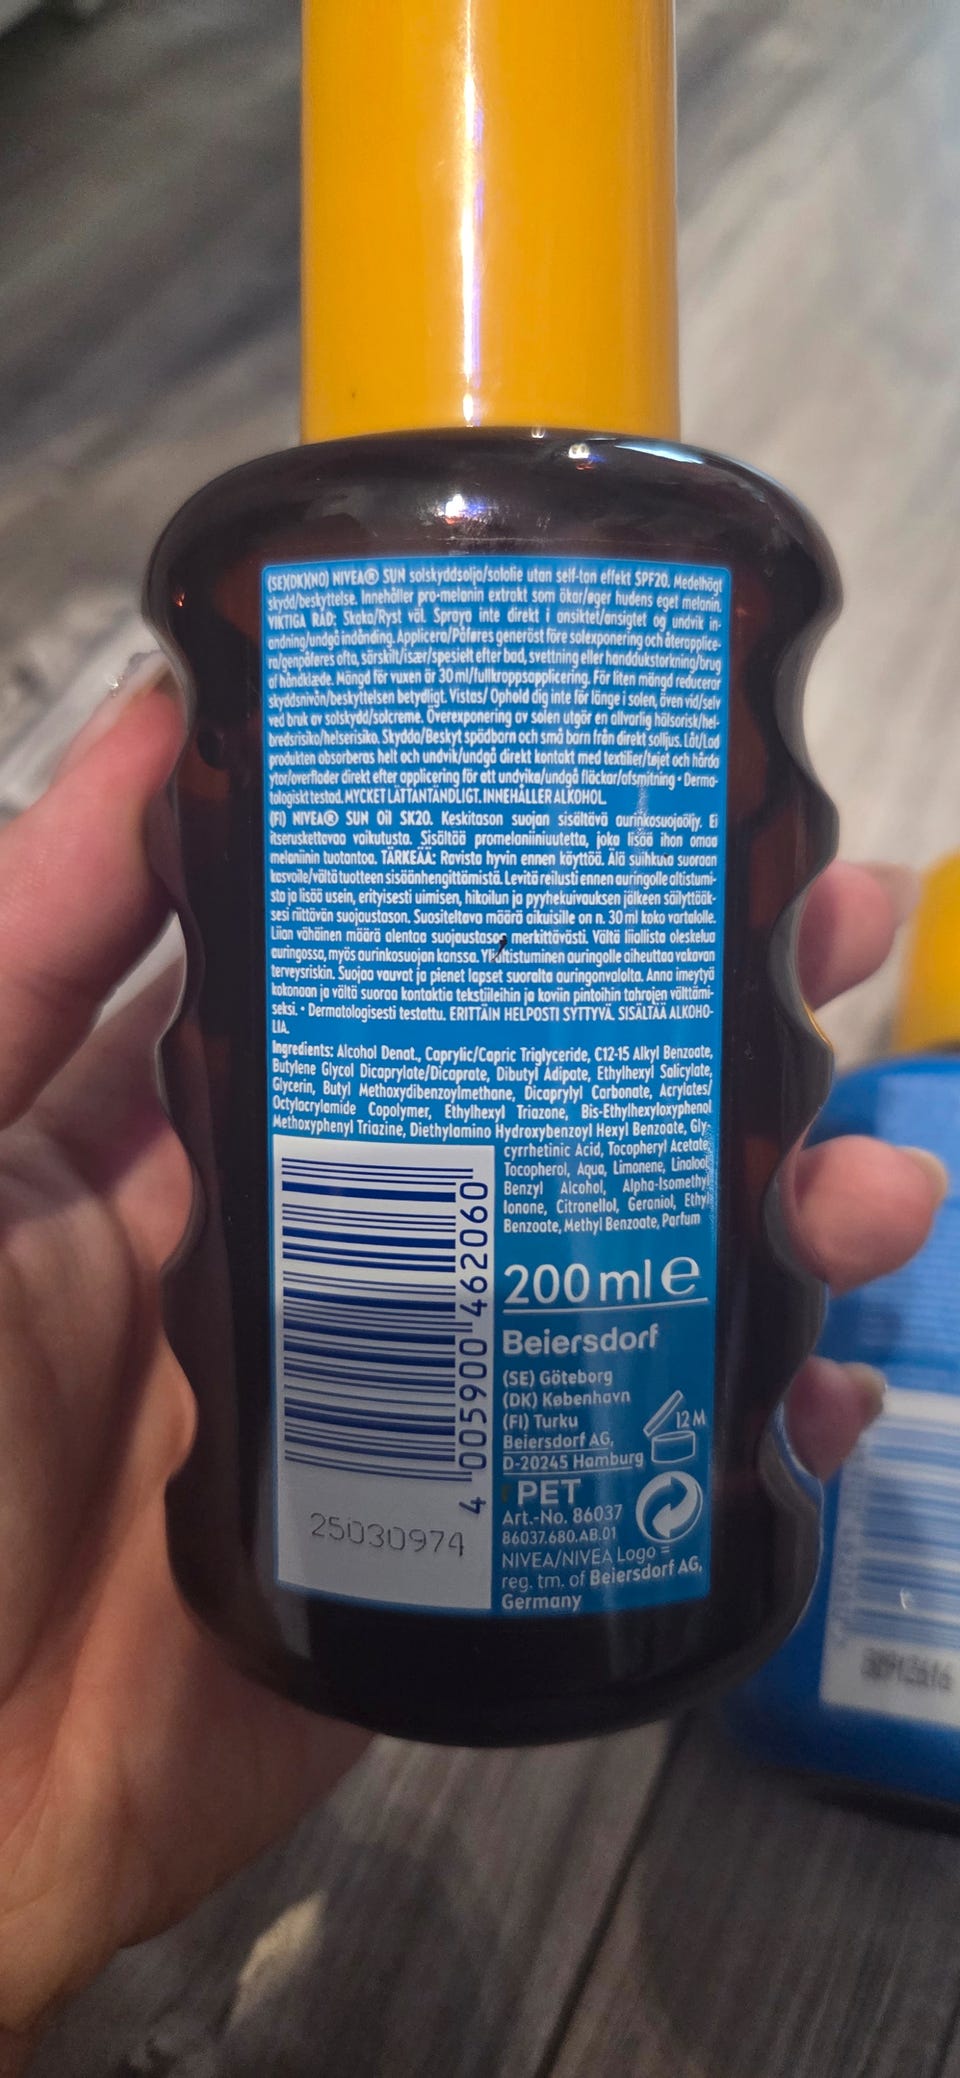 (SE)(DK)(NO) NIVEA® SUN solskyddsolja/sololie utan self-tan effekt SPF20. Medelhögt
skydd/beskyttelse. Innehåller pro-melanin extrakt som ökar/øger hudens eget melanin.
VIKTIGA RÅD: Skaka/Ryst väl. Spraya inte direkt i ansiktet/ansigtet og undvik in-
andning/undgå indånding. Applicera/Påføres generöst före solexponering och återapplice-
ra/genpåføres ofta, särskilt/især/spesielt efter bad, svettning eller handdukstorkning/brug
af håndklæde. Mängd för vuxen är 30 ml/fullkroppsapplicering. För liten mängd reducerar
skyddsnivån/beskyttelsen betydligt. Vistas/ Ophold dig inte för länge i solen, även vid/selv
ved bruk av solskydd/solcreme. Överexponering av solen utgör en allvarlig hälsorisk/hel-
bredsrisiko/helserisiko. Skydda/Beskyt spädbarn och små barn från direkt solljus. Låt/Lad
produkten absorberas helt och undvik/undgå direkt kontakt med textilier/tøjet och hårda
ytor/overflader direkt efter applicering för att undvika/undgå fläckar/afsmitning • Derma-
tologiskt testad. MYCKET LÄTTANTÄNDLIGT. INNEHÅLLER ALKOHOL.
(FI) NIVEA® SUN Oil SK20. Keskitason suojan sisältävä aurinkosuojaöljy. Ei
itseruskettavaa vaikutusta. Sisältää promelaniiniuutetta, joka lisää ihon omaa
melaniinin tuotantoa. TÄRKEÄÄ: Ravista hyvin ennen käyttöä. Älä suihkuta suoraan
kasvoile/vältä tuotteen sisäänhengittämistä. Levitä reilusti ennen auringolle altistumi-
sta ja lisää usein, erityisesti uimisen, hikoilun ja pyyhekuivauksen jälkeen säilyttääk-
sesi riittävän suojaustason. Suositeltava määrä aikuisille on n. 30 ml koko vartalolle.
Liian vähäinen määrä alentaa suojaustasoa merkittävästi. Vältä liiallista oleskelua
auringossa, myös aurinkosuojan kanssa. Ylialtistuminen auringolle aiheuttaa vakavan
terveysriskin. Suojaa vauvat ja pienet lapset suoralta auringonvalolta. Anna imeytyä
kokonaan ja vältä suoraa kontaktia tekstiileihin ja koviin pintoihin tahrojen välttämi-
seksi. • Dermatologisesti testattu. ERITTÄIN HELPOSTI SYTTYVÄ. SISÄLTÄÄ ALKOHO-
LIA.
Ingredients: Alcohol Denat., Caprylic/Capric Triglyceride, C12-15 Alkyl Benzoate,
Butylene Glycol Dicaprylate/Dicaprate, Dibutyl Adipate, Ethylhexyl Salicylate,
Glycerin, Butyl Methoxydibenzoylmethane, Dicaprylyl Carbonate, Acrylates/
Octylacrylamide Copolymer, Ethylhexyl Triazone, Bis-Ethylhexyloxyphenol
Methoxyphenyl Triazine, Diethylamino Hydroxybenzoyl Hexyl Benzoate, Gly-
cyrrhetinic Acid, Tocopheryl Acetate,
Tocopherol, Aqua, Limonene, Linalool,
Benzyl Alcohol, Alpha-Isomethyl
Ionone, Citronellol, Geraniol, Ethyl
Benzoate, Methyl Benzoate, Parfum
200 ml e
Beiersdorf
(SE) Göteborg
(DK) København
(FI) Turku
Beiersdorf AG,
D-20245 Hamburg
12 M
PET
Art.-No. 86037
86037.680.AB.01
NIVEA/NIVEA Logo =
reg. tm. of Beiersdorf AG,
Germany
4 005900 462060
25030974